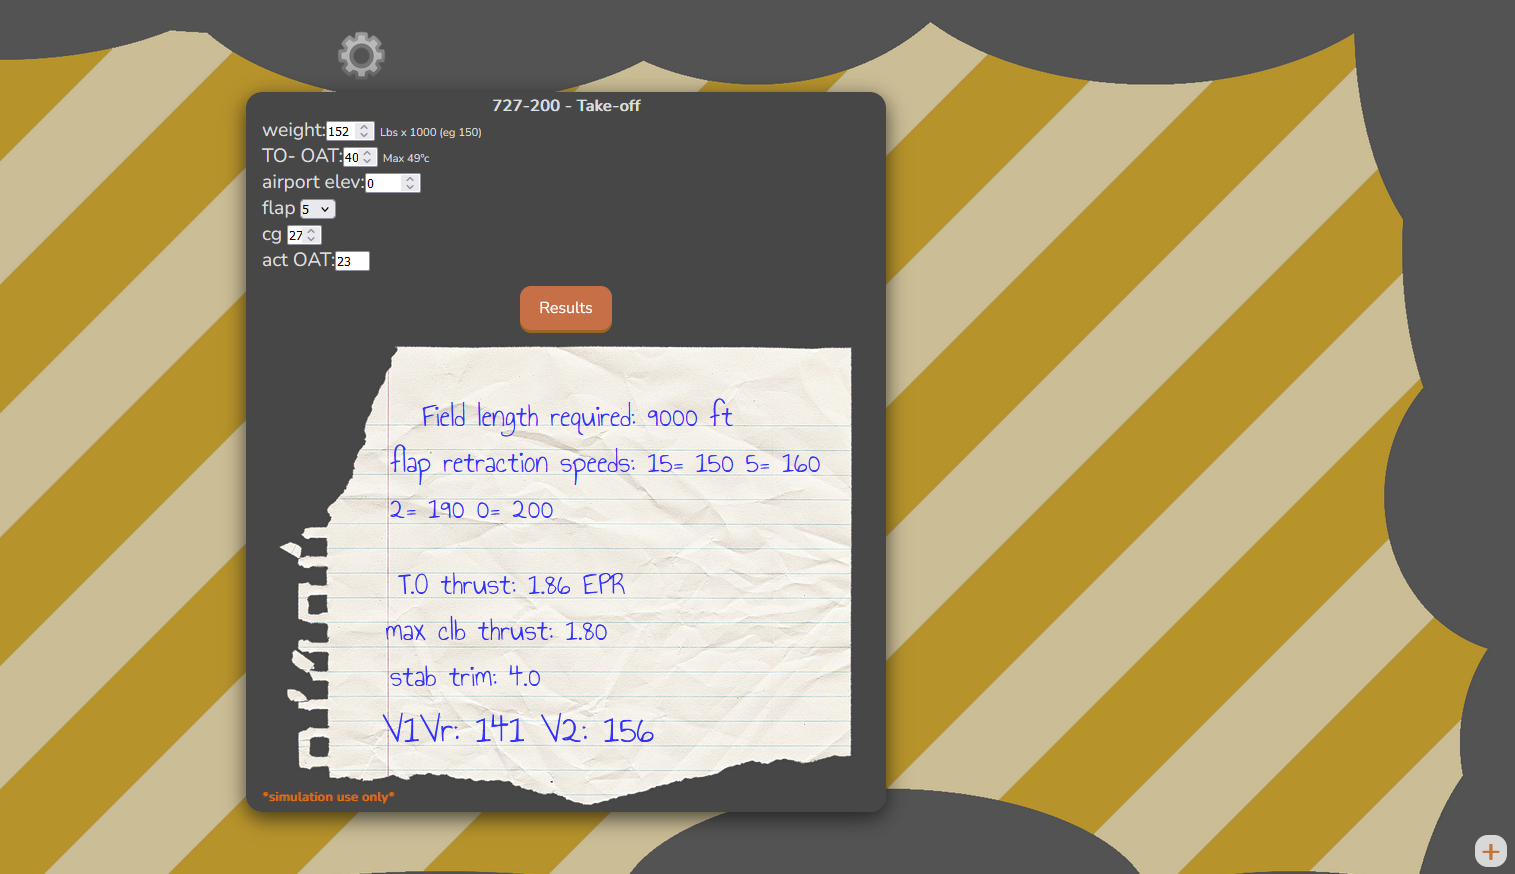 727-200 - Take-off
weight: 152 Lbs x 1000 (eg 150)
TO- OAT: 40 Max 49°c
airport elev: 0
flap 5
cg 27
act OAT: 23
Results
Field length required: 9000 ft
flap retraction speeds: 15= 150 5= 160
2= 190 0= 200
T.O thrust: 1.86 EPR
max clb thrust: 1.80
stab trim: 4.0
V1Vr: 141 V2: 156
*simulation use only*
+